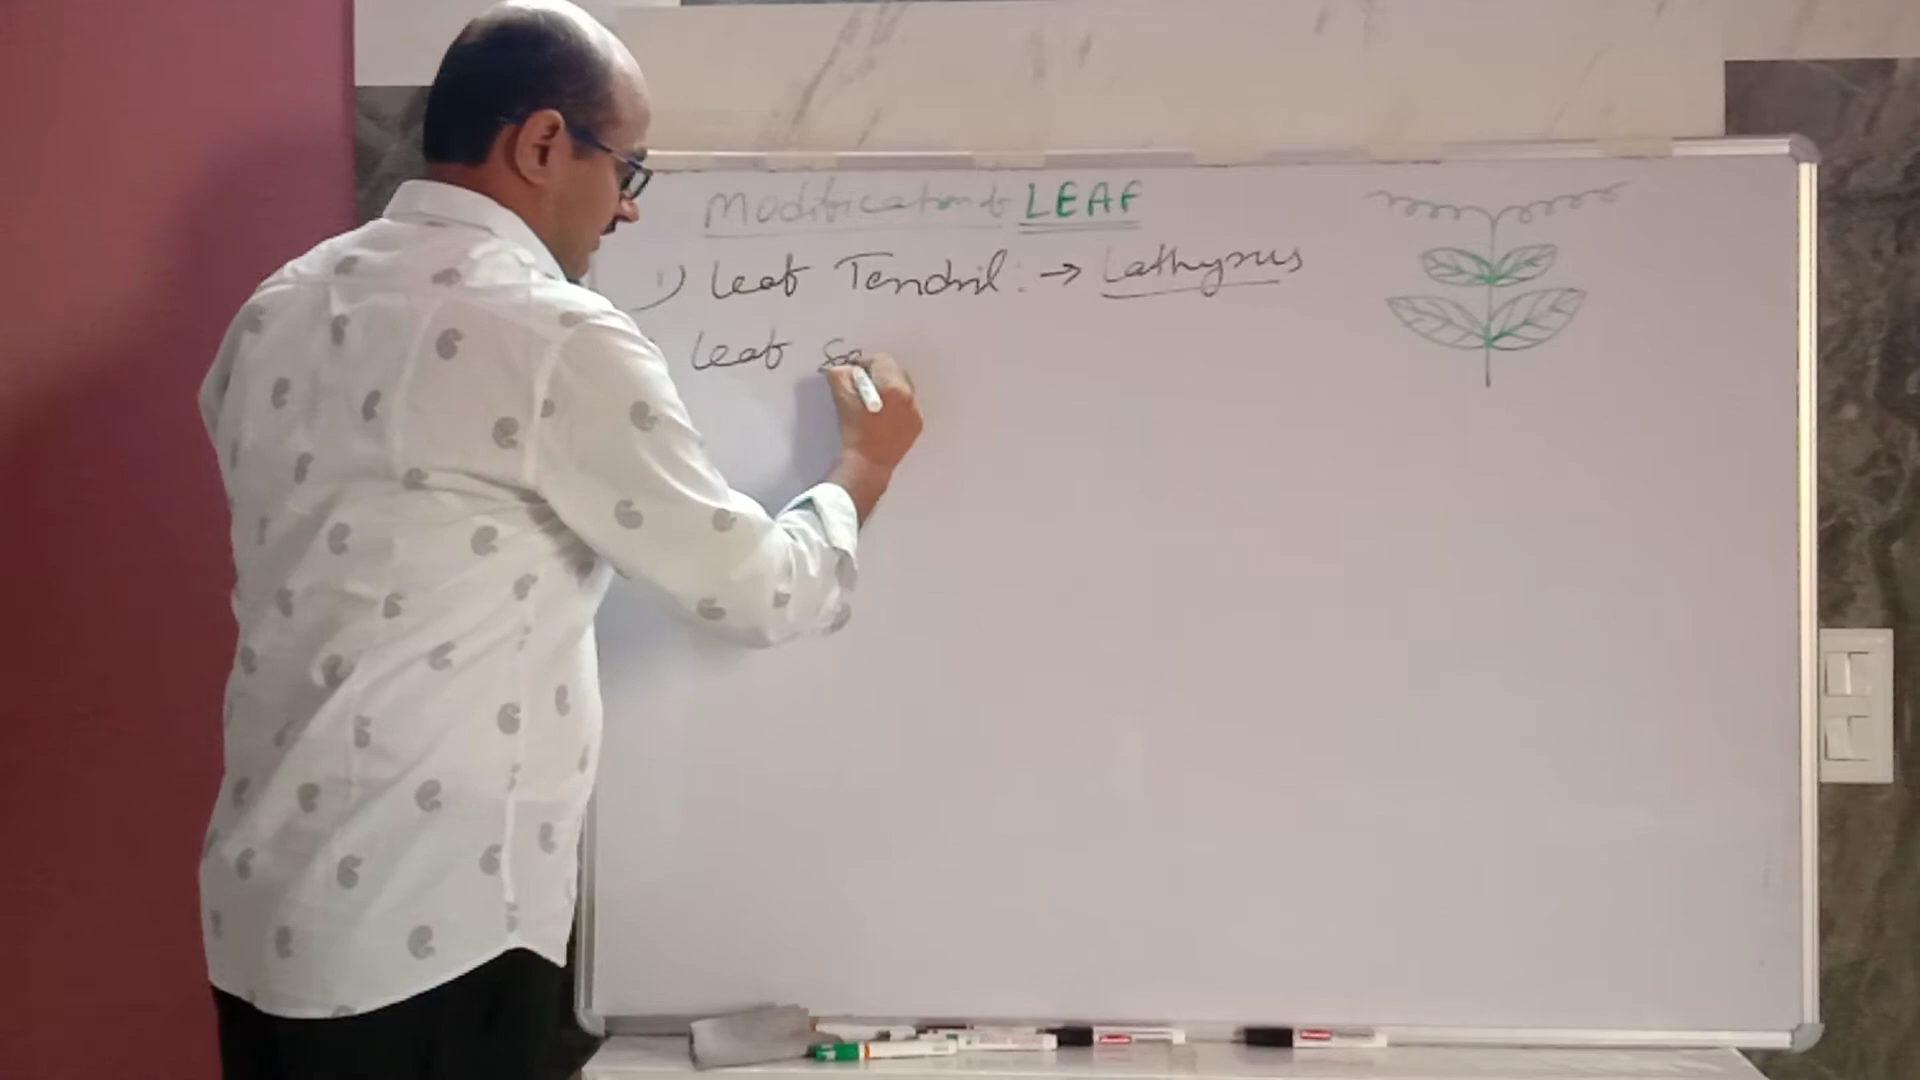 Modification of LEAF
1) Leaf Tendril : → Lathyrus
Leaf